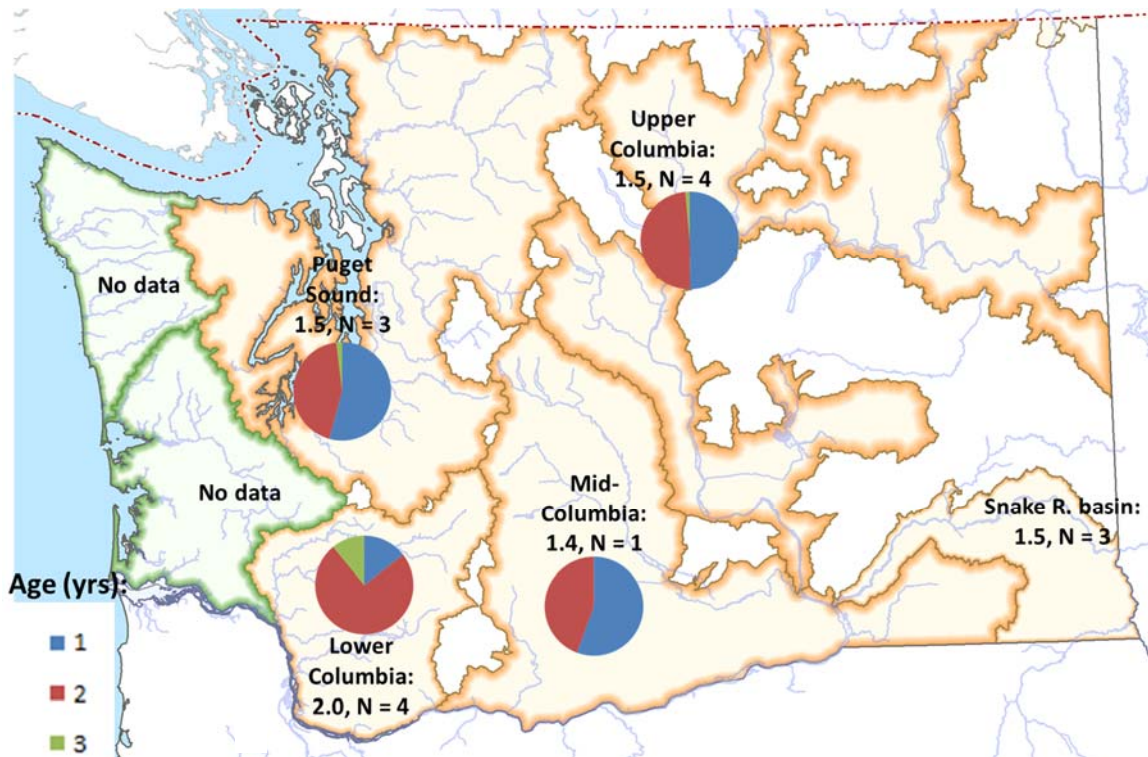 Upper
Columbia:
1.5, N = 4
No data
Puget
Sound:
1.5, N = 3
No data
Mid-
Columbia:
1.4, N = 1
Snake R. basin:
1.5, N = 3
Lower
Columbia:
2.0, N = 4
Age (yrs):
1
2
3